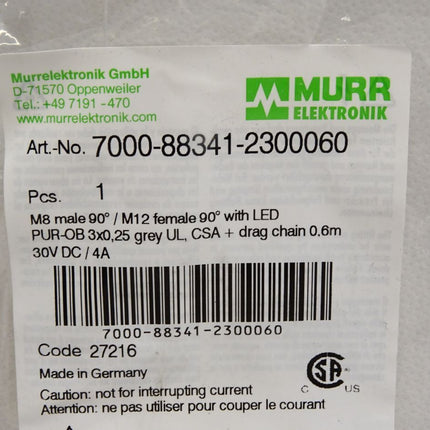 Murrelektronik GmbH
D-71570 Oppenweiler
Tel.: +49 7191 -470
www.murrelektronik.com
MURR
ELEKTRONIK
Art.-No. 7000-88341-2300060
Pcs. 1
M8 male 90° / M12 female 90° with LED
PUR-OB 3x0,25 grey UL, CSA + drag chain 0.6m
30V DC / 4A
7000-88341-2300060
Code 27216
Made in Germany
CSA
C US
Caution: not for interrupting current
Attention: ne pas utiliser pour couper le courant